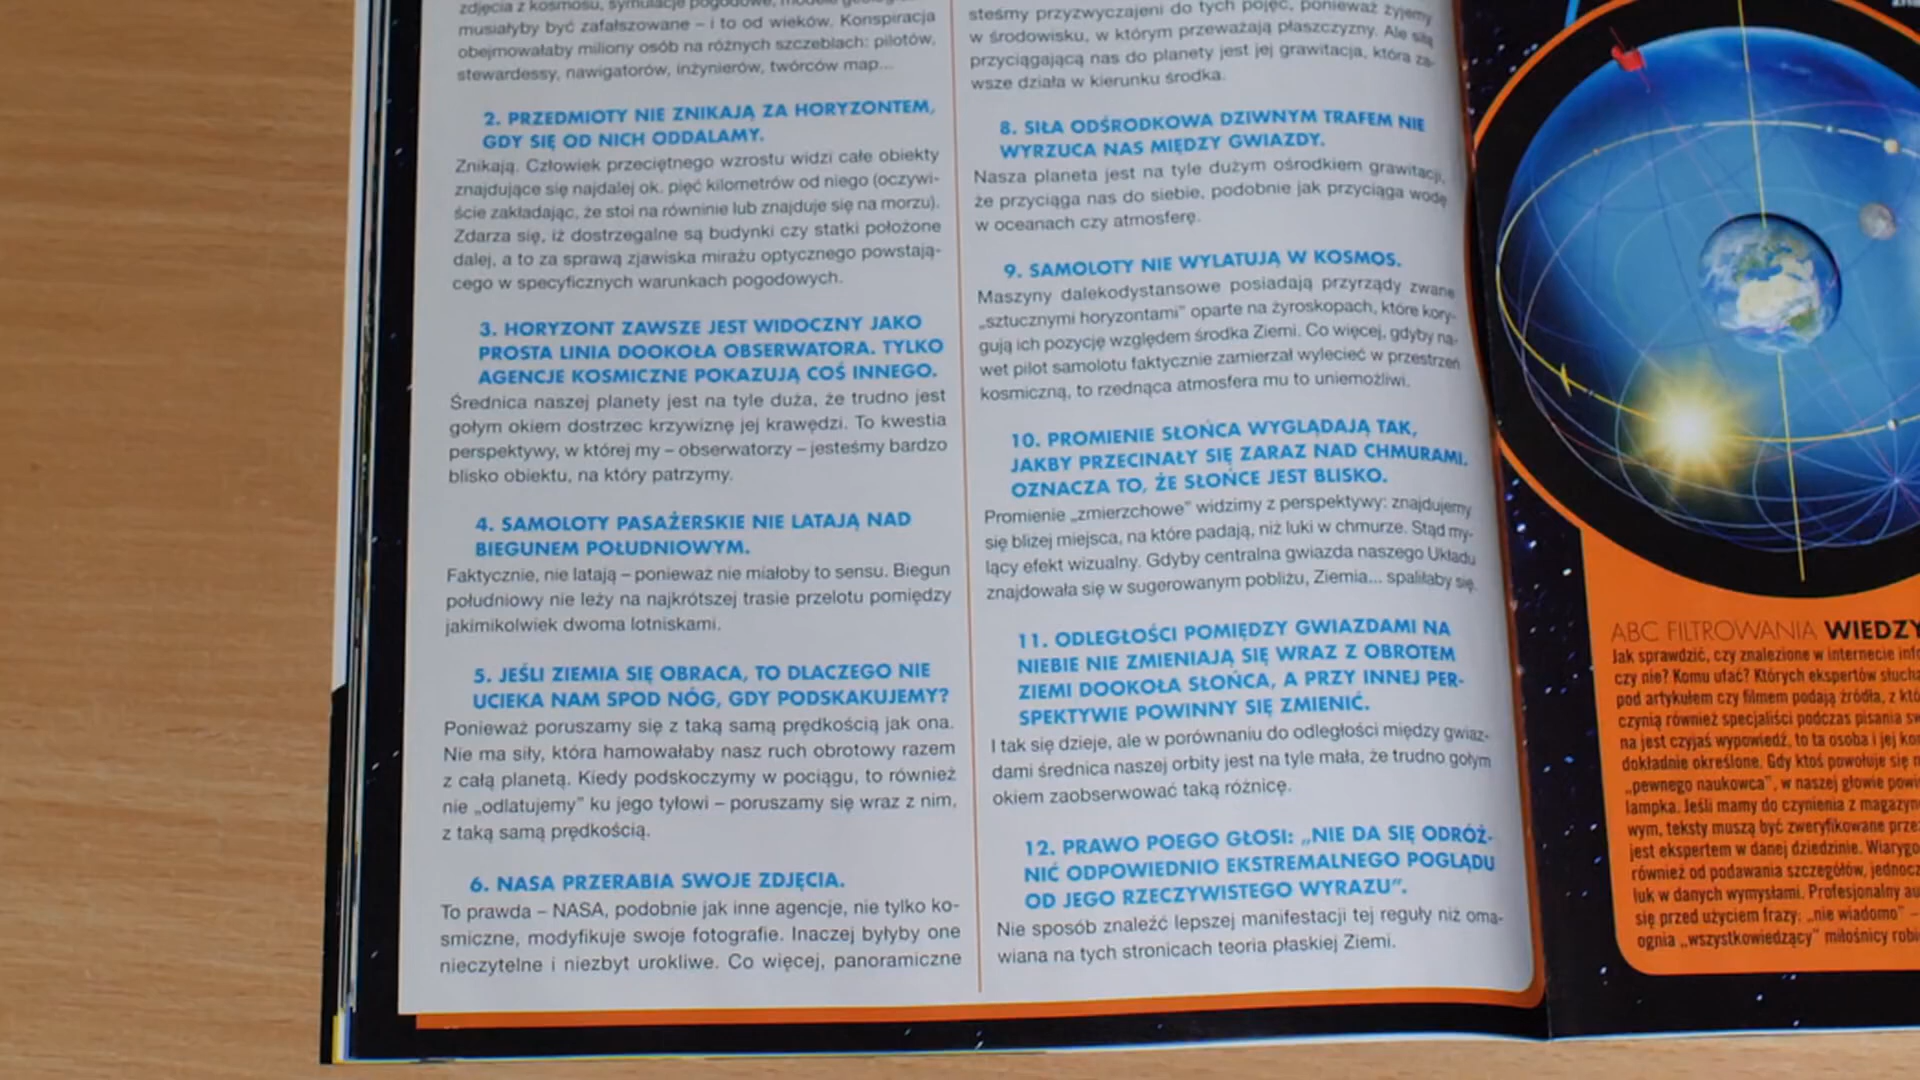 zdjęcia z kosmosu, symulacje pogodowe, modele
musiałyby być zafałszowane – i to od wieków. Konspiracja
obejmowałaby miliony osób na różnych szczeblach: pilotów,
stewardessy, nawigatorów, inżynierów, twórców map...
2. PRZEDMIOTY NIE ZNIKAJĄ ZA HORYZONTEM,
GDY SIĘ OD NICH ODDALAMY.
Znikają. Człowiek przeciętnego wzrostu widzi całe obiekty
znajdujące się najdalej ok. pięć kilometrów od niego (oczywi-
ście zakładając, że stoi na równinie lub znajduje się na morzu).
Zdarza się, iż dostrzegalne są budynki czy statki położone
dalej, a to za sprawą zjawiska mirażu optycznego powstają-
cego w specyficznych warunkach pogodowych.
3. HORYZONT ZAWSZE JEST WIDOCZNY JAKO
PROSTA LINIA DOOKOŁA OBSERWATORA. TYLKO
AGENCJE KOSMICZNE POKAZUJĄ COŚ INNEGO.
Średnica naszej planety jest na tyle duża, że trudno jest
gołym okiem dostrzec krzywiznę jej krawędzi. To kwestia
perspektywy, w której my – obserwatorzy – jesteśmy bardzo
blisko obiektu, na który patrzymy.
4. SAMOLOTY PASAŻERSKIE NIE LATAJĄ NAD
BIEGUNEM POŁUDNIOWYM.
Faktycznie, nie latają – ponieważ nie miałoby to sensu. Biegun
południowy nie leży na najkrótszej trasie przelotu pomiędzy
jakimikolwiek dwoma lotniskami.
5. JEŚLI ZIEMIA SIĘ OBRACA, TO DLACZEGO NIE
UCIEKA NAM SPOD NÓG, GDY PODSKAKUJEMY?
Ponieważ poruszamy się z taką samą prędkością jak ona.
Nie ma siły, która hamowałaby nasz ruch obrotowy razem
z całą planetą. Kiedy podskoczymy w pociągu, to również
nie „odlatujemy” ku jego tyłowi – poruszamy się wraz z nim,
z taką samą prędkością.
6. NASA PRZERABIA SWOJE ZDJĘCIA.
To prawda – NASA, podobnie jak inne agencje, nie tylko ko-
smiczne, modyfikuje swoje fotografie. Inaczej byłyby one
nieczytelne i niezbyt urokliwe. Co więcej, panoramiczne
steśmy przyzwyczajeni do tych pojęć, ponieważ żyjemy
w środowisku, w którym przeważają płaszczyzny. Ale siłą
przyciągającą nas do planety jest jej grawitacja, która za-
wsze działa w kierunku środka.
8. SIŁA ODŚRODKOWA DZIWNYM TRAFEM NIE
WYRZUCA NAS MIĘDZY GWIAZDY.
Nasza planeta jest na tyle dużym ośrodkiem grawitacji,
że przyciąga nas do siebie, podobnie jak przyciąga wodę
w oceanach czy atmosferę.
9. SAMOLOTY NIE WYLATUJĄ W KOSMOS.
Maszyny dalekodystansowe posiadają przyrządy zwane
„sztucznymi horyzontami” oparte na żyroskopach, które kory-
gują ich pozycję względem środka Ziemi. Co więcej, gdyby na-
wet pilot samolotu faktycznie zamierzał wylecieć w przestrzeń
kosmiczną, to rzednąca atmosfera mu to uniemożliwi.
10. PROMIENIE SŁOŃCA WYGLĄDAJĄ TAK,
JAKBY PRZECINAŁY SIĘ ZARAZ NAD CHMURAMI.
OZNACZA TO, ŻE SŁOŃCE JEST BLISKO.
Promienie „zmierzchowe” widzimy z perspektywy: znajdujemy
się bliżej miejsca, na które padają, niż luki w chmurze. Stąd my-
lący efekt wizualny. Gdyby centralna gwiazda naszego Układu
znajdowała się w sugerowanym pobliżu, Ziemia... spaliłaby się.
11. ODLEGŁOŚCI POMIĘDZY GWIAZDAMI NA
NIEBIE NIE ZMIENIAJĄ SIĘ WRAZ Z OBROTEM
ZIEMI DOOKOŁA SŁOŃCA, A PRZY INNEJ PER-
SPEKTYWIE POWINNY SIĘ ZMIENIĆ.
I tak się dzieje, ale w porównaniu do odległości między gwiaz-
dami średnica naszej orbity jest na tyle mała, że trudno gołym
okiem zaobserwować taką różnicę.
12. PRAWO POEGO GŁOSI: „NIE DA SIĘ ODRÓŻ-
NIĆ ODPOWIEDNIO EKSTREMALNEGO POGLĄDU
OD JEGO RZECZYWISTEGO WYRAZU”.
Nie sposób znaleźć lepszej manifestacji tej reguły niż oma-
wiana na tych stronicach teoria płaskiej Ziemi.
ABC FILTROWANIA WIEDZY
Jak sprawdzić, czy znalezione w internecie info
czy nie? Komu ufać? Których ekspertów słucha
pod artykułem czy filmem podają źródła, z któ
czynią również specjaliści podczas pisania sw
na jest czyjaś wypowiedź, to ta osoba i jej ko
dokładnie określone. Gdy ktoś powołuje się n
„pewnego naukowca”, w naszej głowie powi
lampka. Jeśli mamy do czynienia z magazyne
wym, teksty muszą być zweryfikowane prze
jest ekspertem w danej dziedzinie. Wiarygo
również od podawania szczegółów, jednocz
luk w danych wymysłami. Profesjonalny au
się przed użyciem frazy: „nie wiadomo” –
ognia „wszystkowiedzący” miłośnicy robi